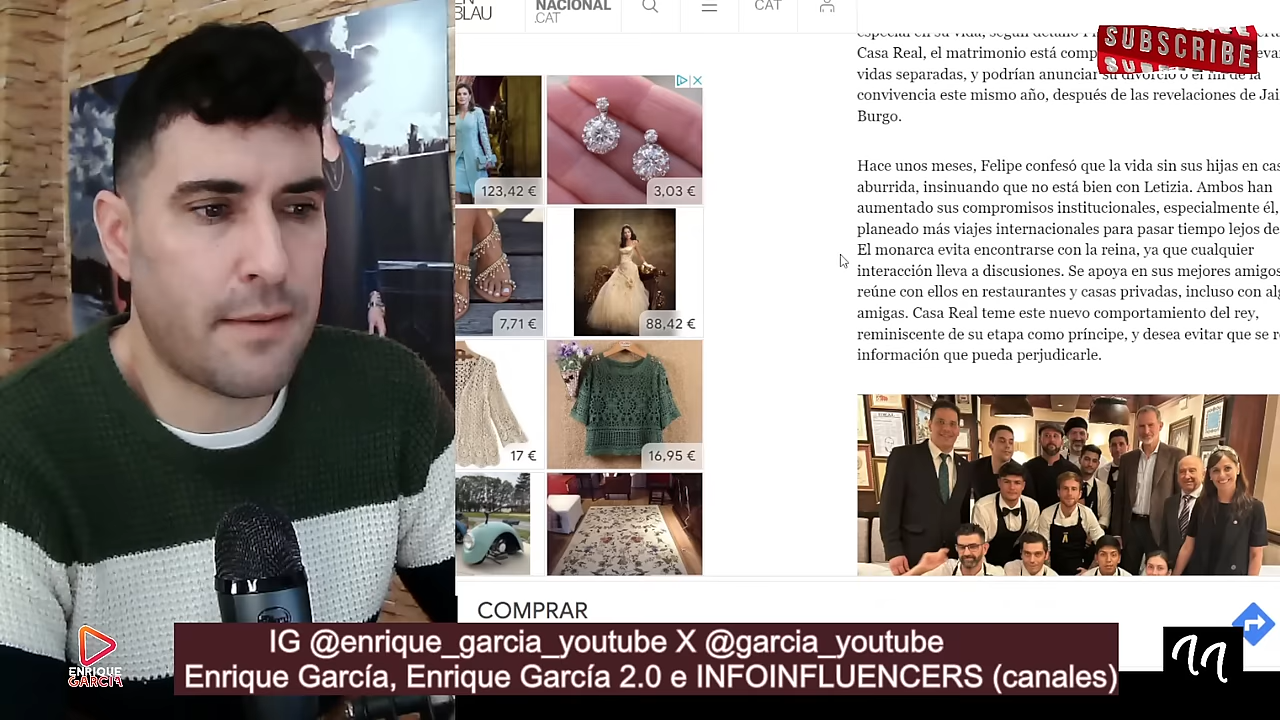 BLAU
NACIONAL
.CAT
CAT
SUBSCRIBE
Casa Real, el matrimonio está
vidas separadas, y podrían anunciar su divorcio o el fin de la
convivencia este mismo año, después de las revelaciones de Jai
Burgo.
Hace unos meses, Felipe confesó que la vida sin sus hijas en
aburrida, insinuando que no está bien con Letizia. Ambos han
aumentado sus compromisos institucionales, especialmente él,
planeado más viajes internacionales para pasar tiempo lejos de
El monarca evita encontrarse con la reina, ya que cualquier
interacción lleva a discusiones. Se apoya en sus mejores amigos
reúne con ellos en restaurantes y casas privadas, incluso con
amigas. Casa Real teme este nuevo comportamiento del rey,
reminiscente de su etapa como príncipe, y desea evitar que se
información que pueda perjudicarle.
123,42 €
3,03 €
7,71 €
88,42 €
17 €
16,95 €
COMPRAR
IG @enrique_garcia_youtube X @garcia_youtube
Enrique García, Enrique García 2.0 e INFOINFLUENCERS (canales)
ENRIQUE
GARCÍA